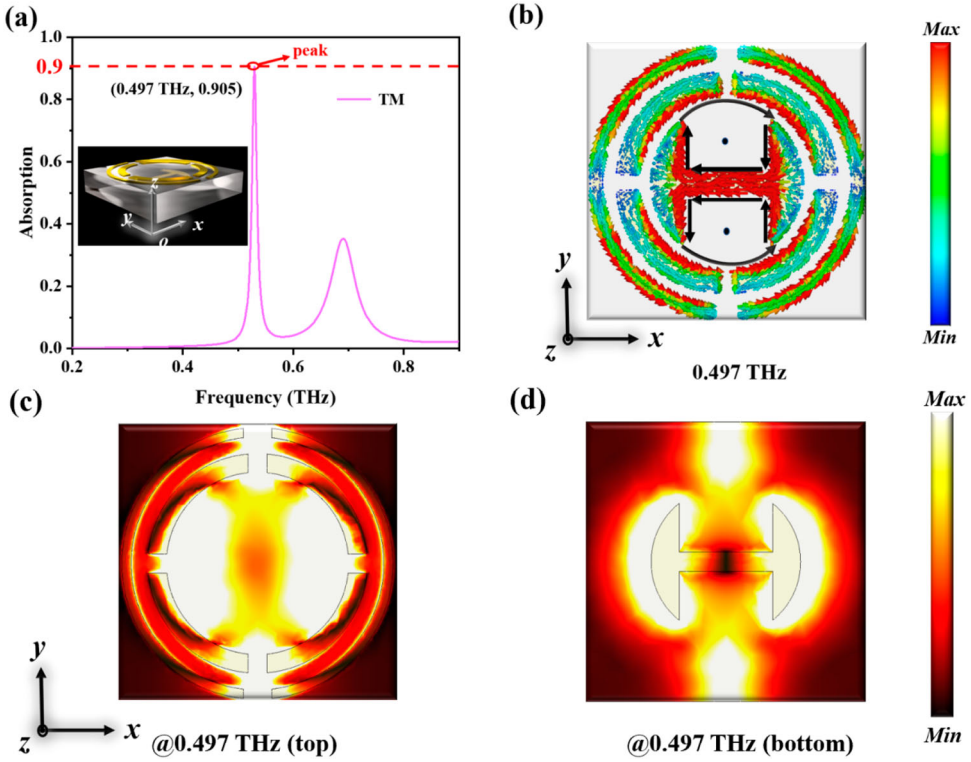 (a)
1.0
0.9
0.8
0.6
0.4
0.2
0.0
Absorption
peak
(0.497 THz, 0.905)
TM
z
y
x
o
0.2 0.4 0.6 0.8
Frequency (THz)
(b)
Max
Min
y
z
x
0.497 THz
(c)
y
z
x
@0.497 THz (top)
(d)
@0.497 THz (bottom)
Max
Min